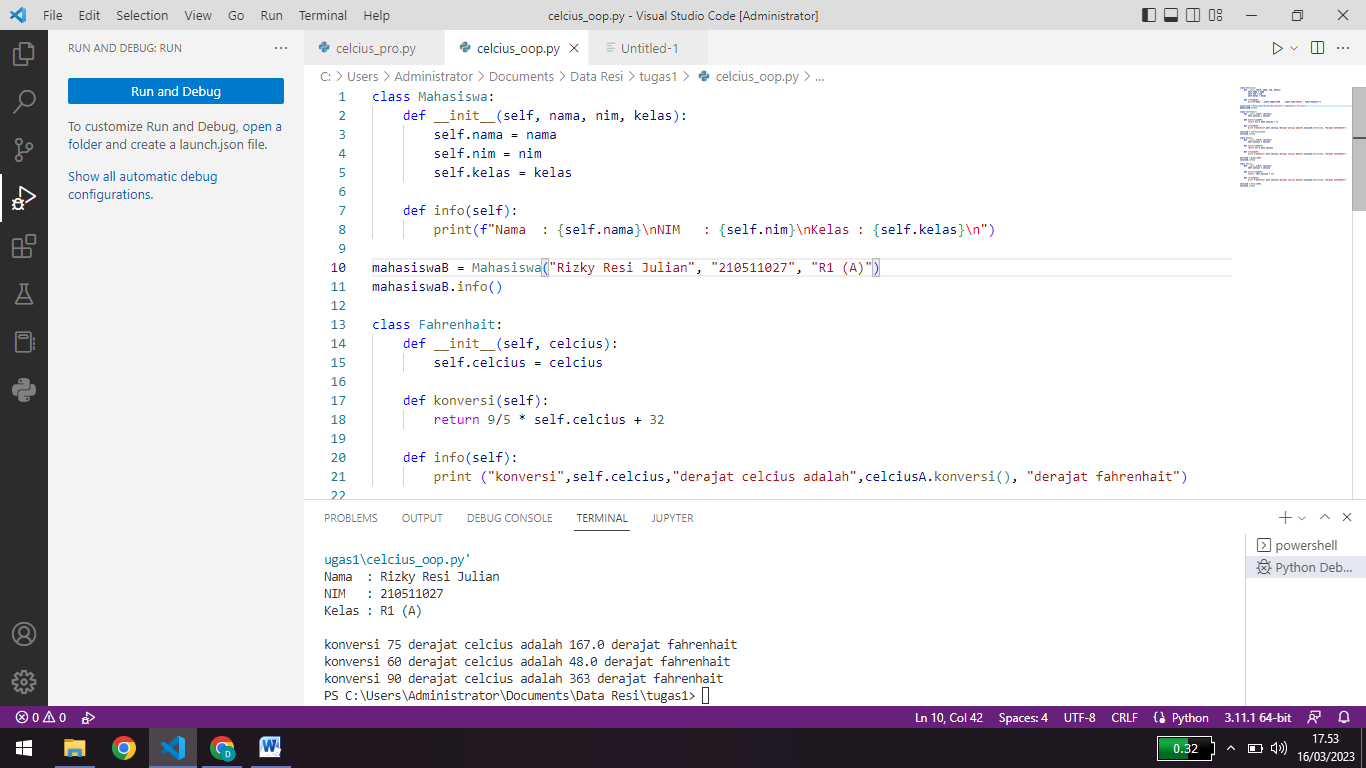 File Edit Selection View Go Run Terminal Help celcius_oop.py - Visual Studio Code [Administrator]
RUN AND DEBUG: RUN
Run and Debug
To customize Run and Debug, open a
folder and create a launch.json file.
Show all automatic debug
configurations.
celcius_pro.py celcius_oop.py Untitled-1
C: > Users > Administrator > Documents > Data Resi > tugas1 > celcius_oop.py > ...
1 class Mahasiswa:
2     def __init__(self, nama, nim, kelas):
3         self.nama = nama
4         self.nim = nim
5         self.kelas = kelas
6
7     def info(self):
8         print(f"Nama  : {self.nama}\nNIM   : {self.nim}\nKelas : {self.kelas}\n")
9
10 mahasiswaB = Mahasiswa("Rizky Resi Julian", "210511027", "R1 (A)")
11 mahasiswaB.info()
12
13 class Fahrenhait:
14     def __init__(self, celcius):
15         self.celcius = celcius
16
17     def konversi(self):
18         return 9/5 * self.celcius + 32
19
20     def info(self):
21         print ("konversi",self.celcius,"derajat celcius adalah",celciusA.konversi(), "derajat fahrenhait")
22
PROBLEMS OUTPUT DEBUG CONSOLE TERMINAL JUPYTER
powershell
Python Deb...
ugas1\celcius_oop.py'
Nama  : Rizky Resi Julian
NIM   : 210511027
Kelas : R1 (A)
konversi 75 derajat celcius adalah 167.0 derajat fahrenhait
konversi 60 derajat celcius adalah 48.0 derajat fahrenhait
konversi 90 derajat celcius adalah 363 derajat fahrenhait
PS C:\Users\Administrator\Documents\Data Resi\tugas1>
0 0 Ln 10, Col 42 Spaces: 4 UTF-8 CRLF Python 3.11.1 64-bit
0.32
17.53
16/03/2023